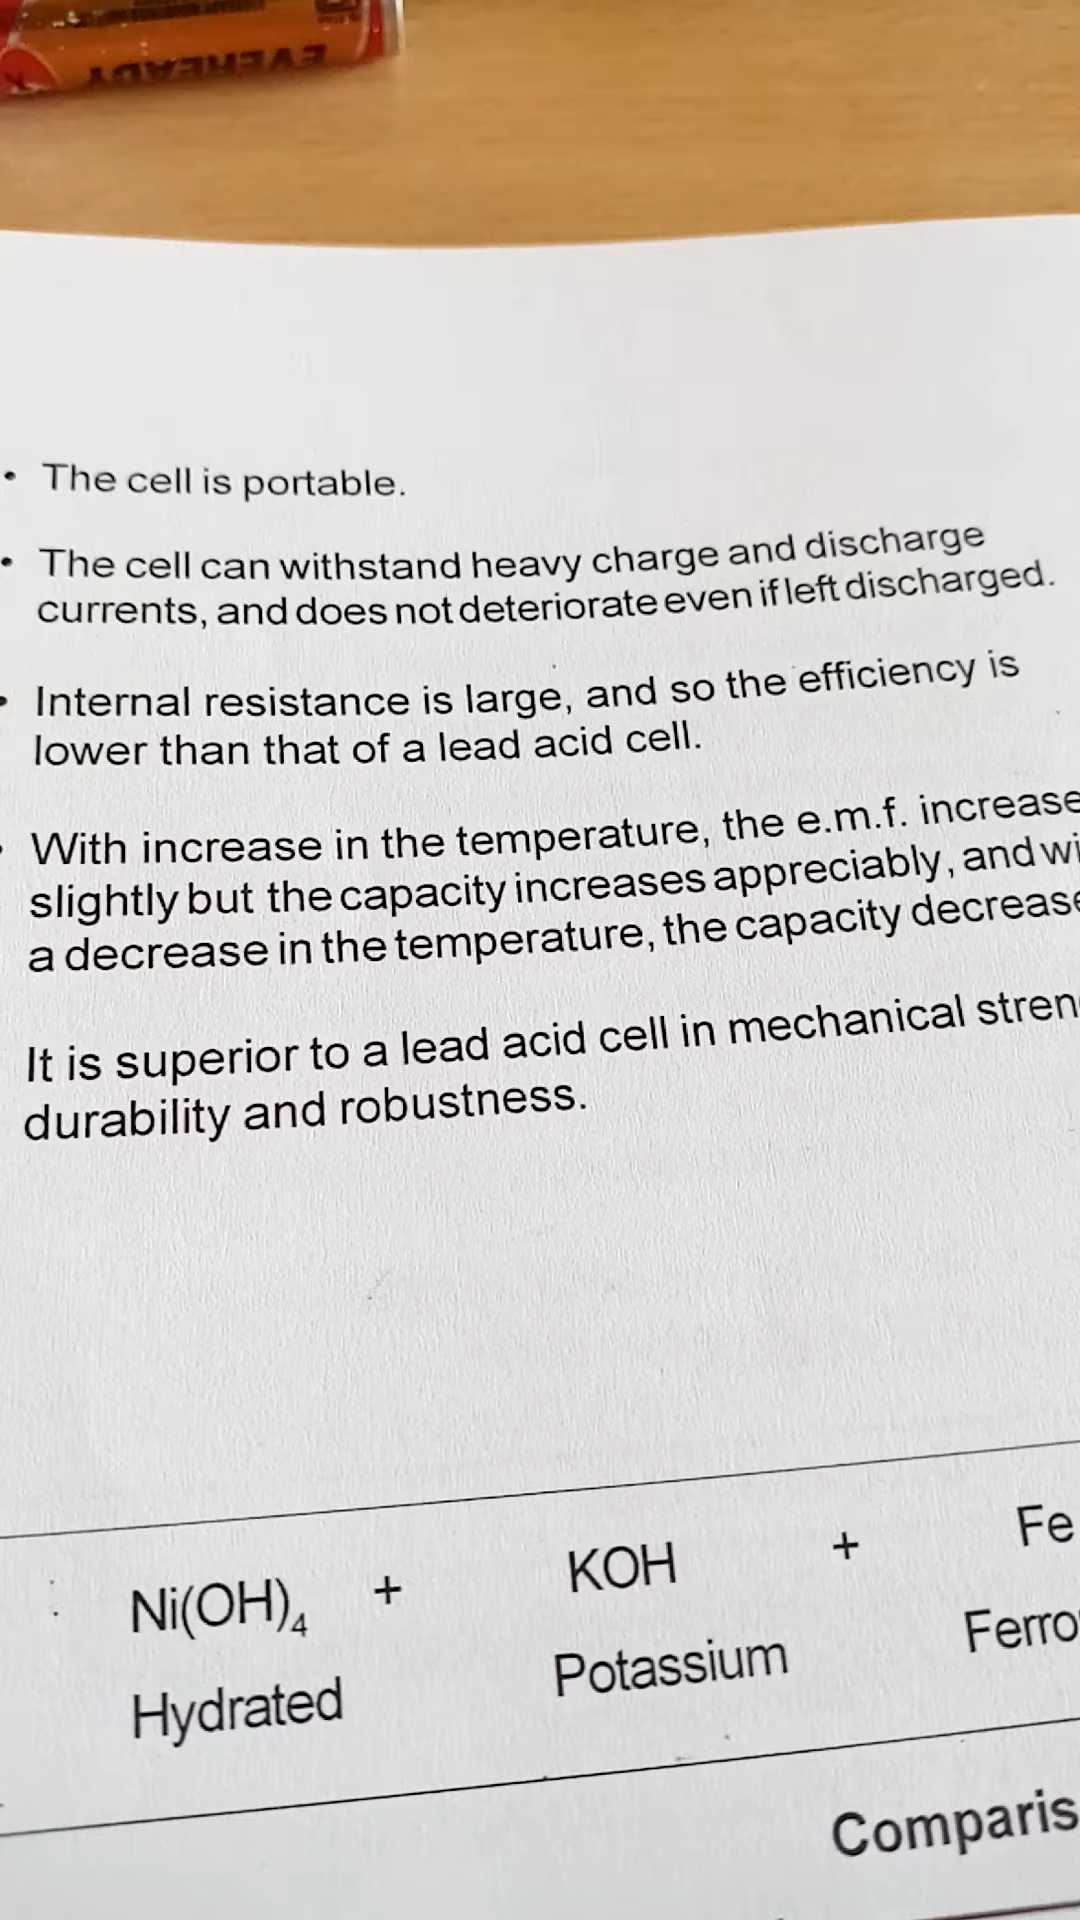 EVEREADY
• The cell is portable.
• The cell can withstand heavy charge and discharge
currents, and does not deteriorate even if left discharged.
• Internal resistance is large, and so the efficiency is
lower than that of a lead acid cell.
• With increase in the temperature, the e.m.f. increase
slightly but the capacity increases appreciably, and wi
a decrease in the temperature, the capacity decrease
It is superior to a lead acid cell in mechanical stren
durability and robustness.
: Ni(OH)₄ + KOH + Fe
Hydrated Potassium Ferro
Comparis